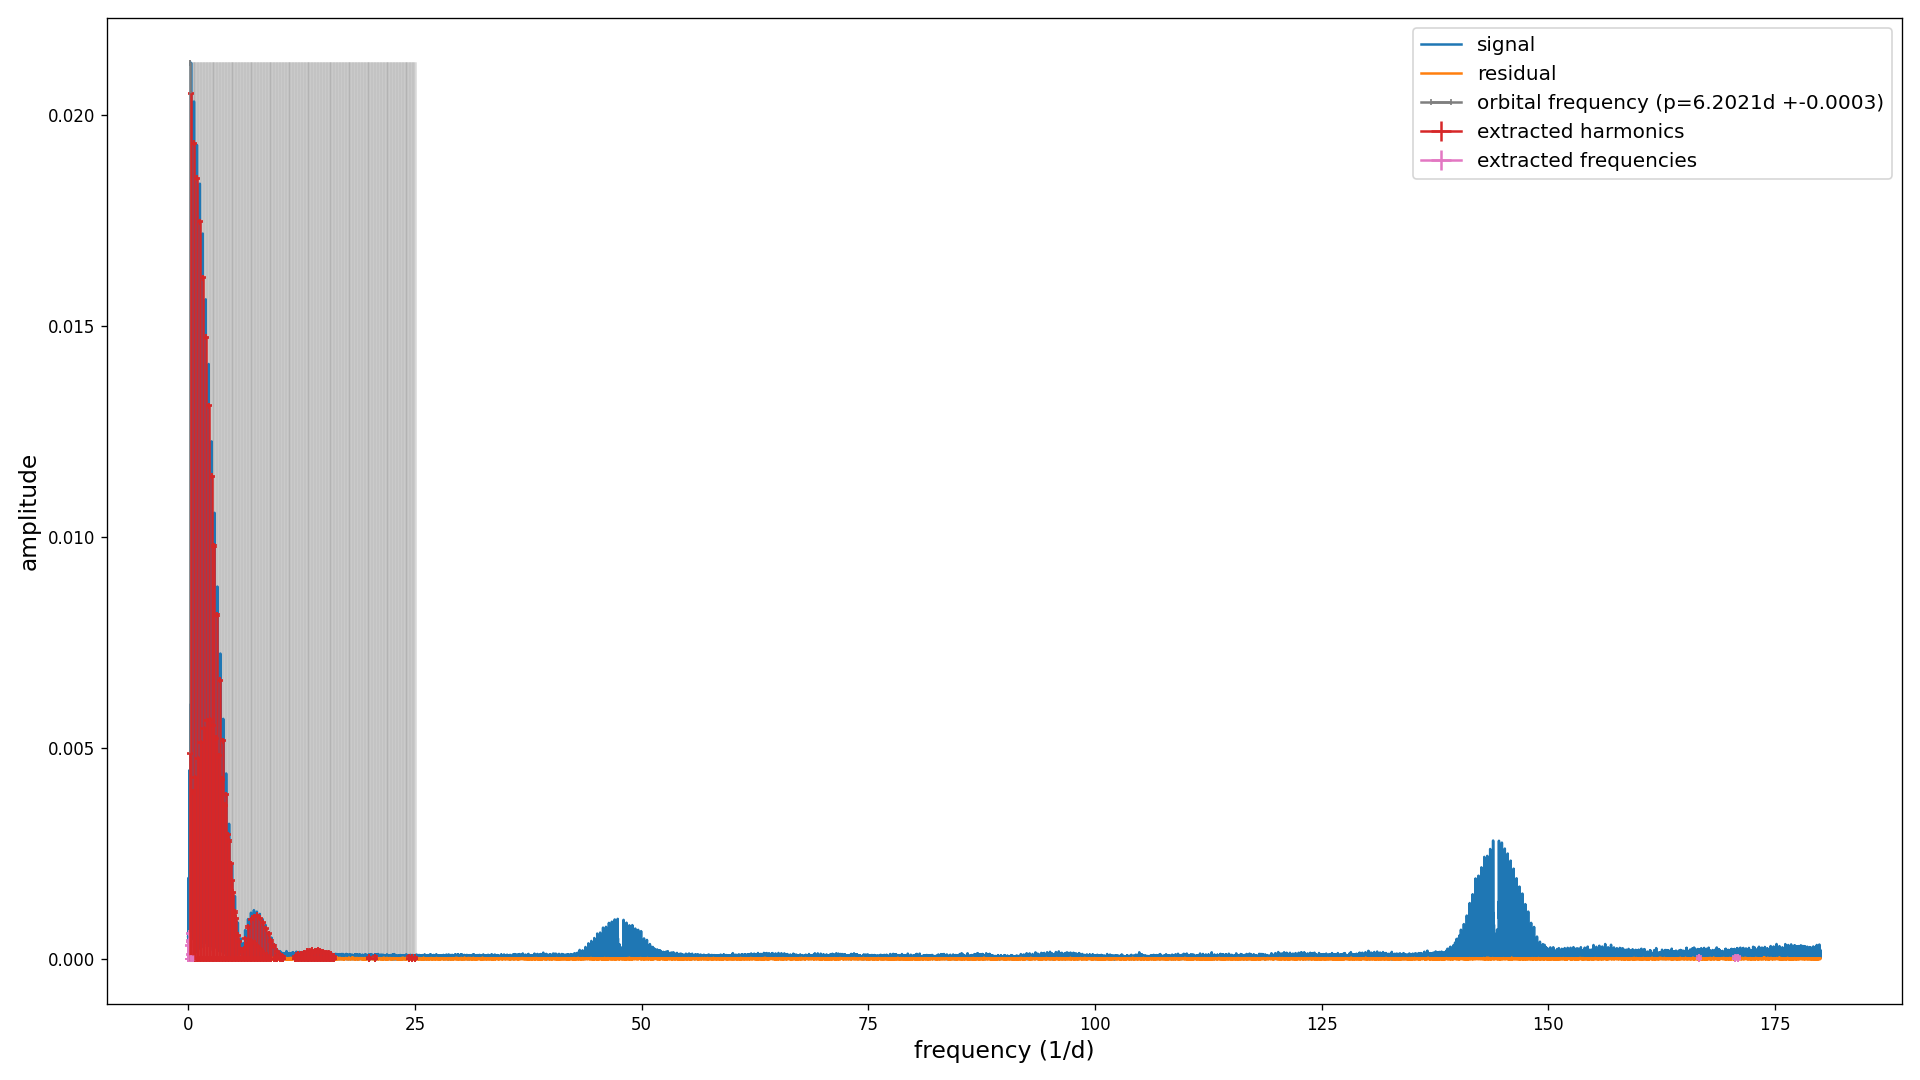 signal
residual
orbital frequency (p=6.2021d +-0.0003)
extracted harmonics
extracted frequencies
amplitude
0.020
0.015
0.010
0.005
0.000
0 25 50 75 100 125 150 175
frequency (1/d)